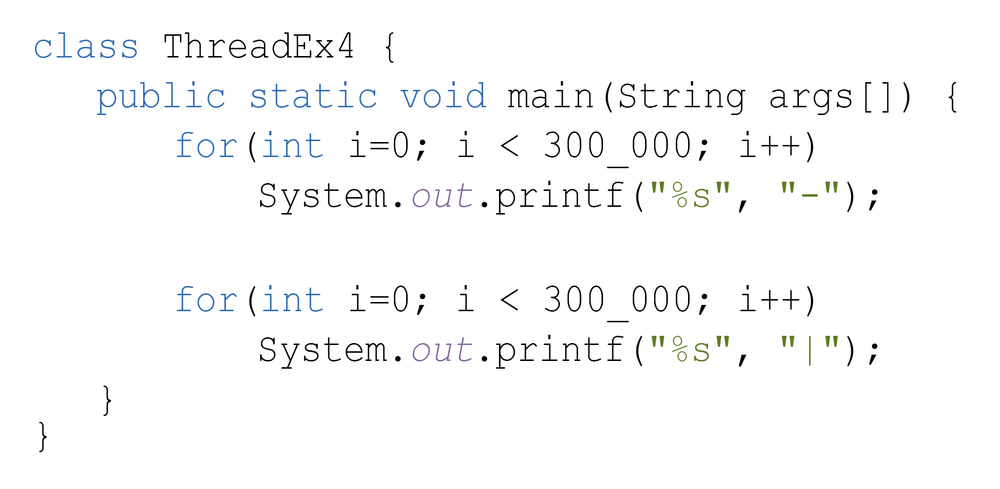 class ThreadEx4 {
public static void main(String args[]) {
for(int i=0; i < 300_000; i++)
System.out.printf("%s", "-");
for(int i=0; i < 300_000; i++)
System.out.printf("%s", "|");
}
}